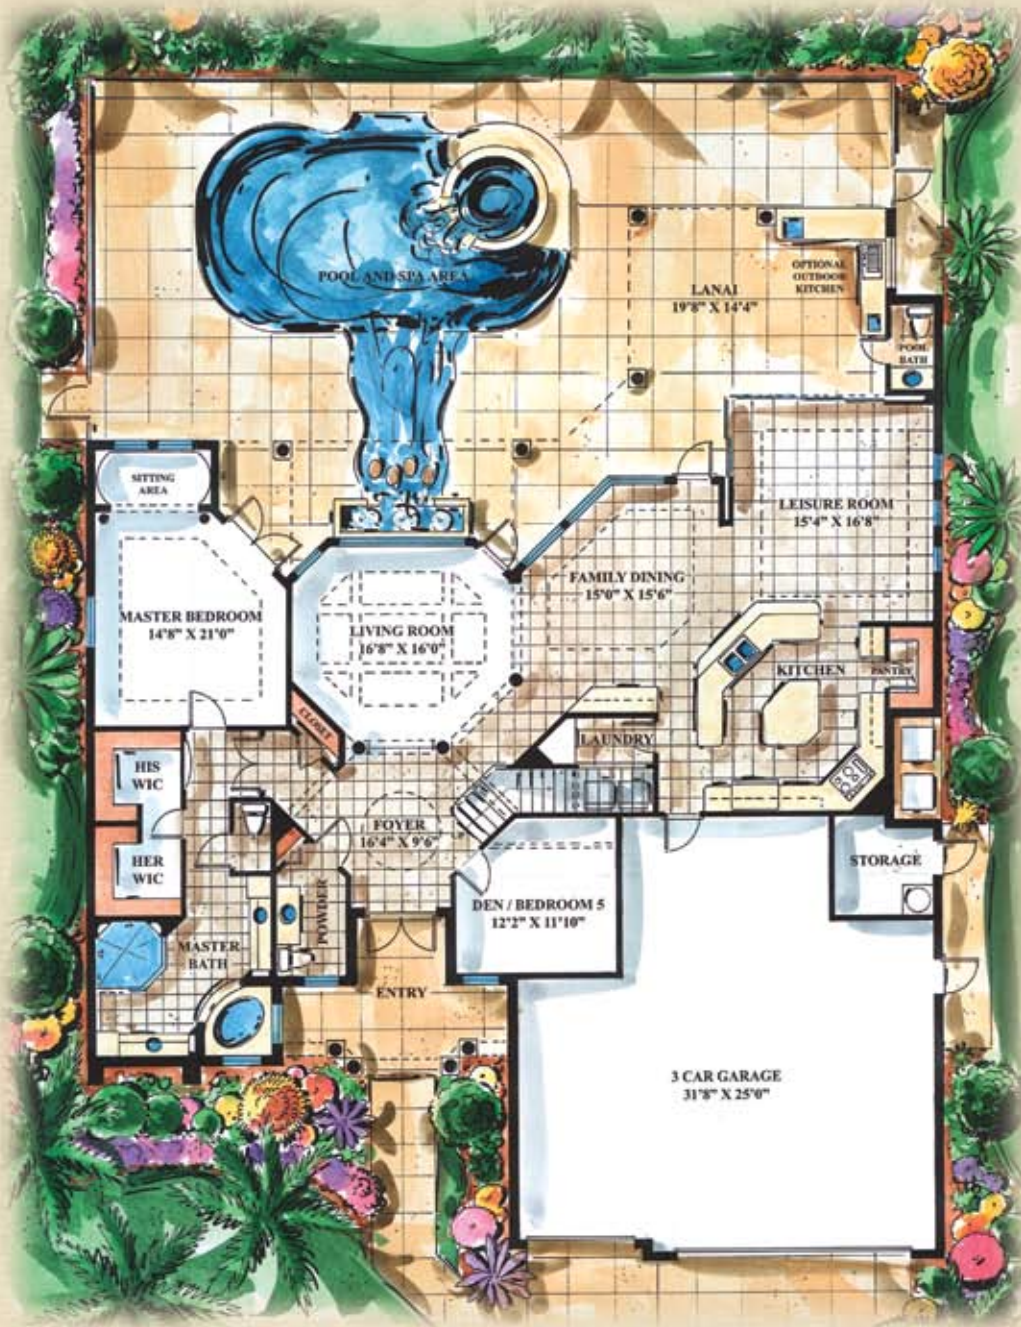 POOL AND SPA AREA
OPTIONAL
OUTDOOR
KITCHEN
LANAI
19'8" X 14'4"
POOL
BATH
SITTING
AREA
LEISURE ROOM
15'4" X 16'8"
FAMILY DINING
15'0" X 15'6"
MASTER BEDROOM
14'8" X 21'0"
LIVING ROOM
16'8" X 16'0"
KITCHEN
PANTRY
CLOSET
LAUNDRY
HIS
WIC
FOYER
16'4" X 9'6"
HER
WIC
STORAGE
DEN / BEDROOM 5
12'2" X 11'10"
POWDER
MASTER
BATH
ENTRY
3 CAR GARAGE
31'8" X 25'0"